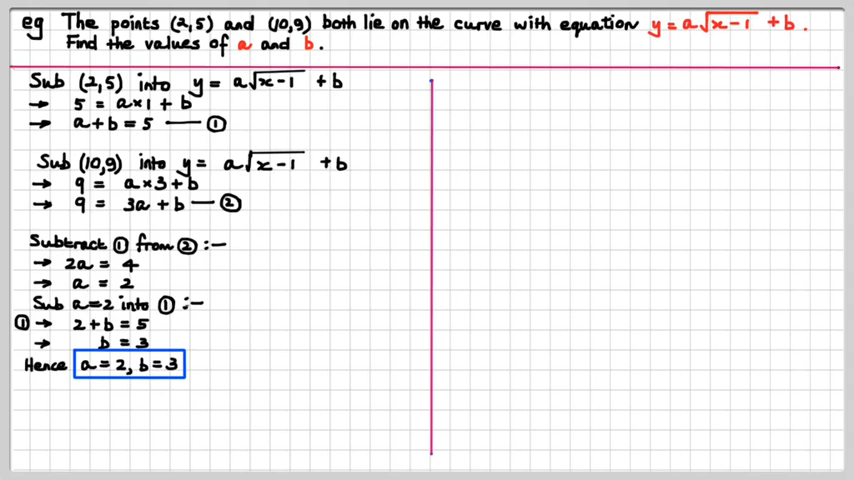 eg The points (2,5) and (10,9) both lie on the curve with equation y = a√(x-1) + b.
Find the values of a and b.
Sub (2,5) into y = a√(x-1) + b
→ 5 = a×1 + b
→ a+b = 5 —— ①
Sub (10,9) into y = a√(x-1) + b
→ 9 = a×3+b
→ 9 = 3a + b — ②
Subtract ① from ② :-
→ 2a = 4
→ a = 2
Sub a=2 into ① :-
① → 2+b = 5
→ b = 3
Hence a = 2, b = 3